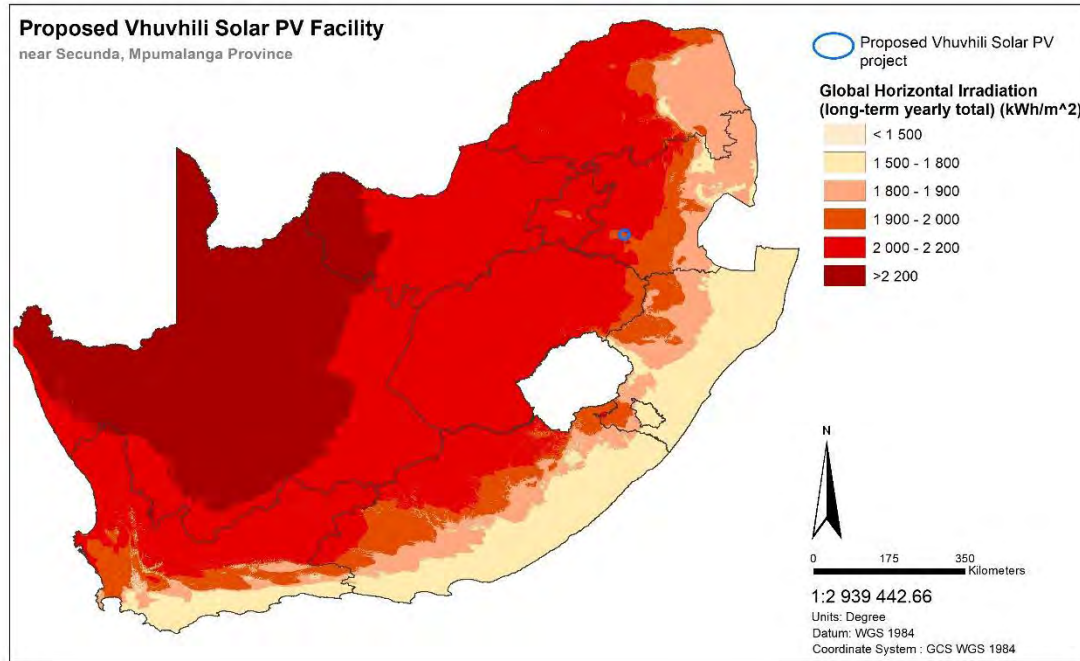 Proposed Vhuvhili Solar PV Facility
near Secunda, Mpumalanga Province
Proposed Vhuvhili Solar PV
project
Global Horizontal Irradiation
(long-term yearly total) (kWh/m^2)
< 1 500
1 500 - 1 800
1 800 - 1 900
1 900 - 2 000
2 000 - 2 200
>2 200
N
0 175 350
Kilometers
1:2 939 442.66
Units: Degree
Datum: WGS 1984
Coordinate System : GCS WGS 1984